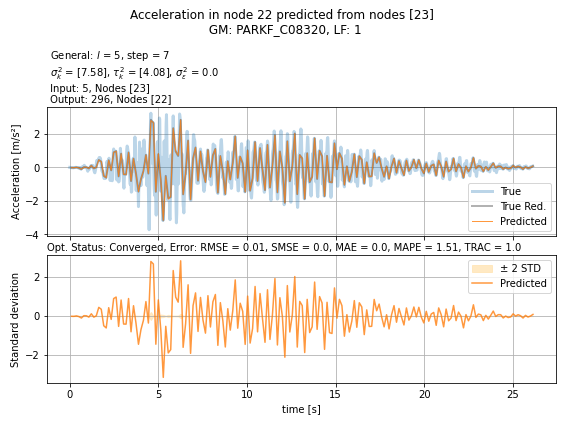 Acceleration in node 22 predicted from nodes [23]
GM: PARKF_C08320, LF: 1
General: l = 5, step = 7
σ²ₖ = [7.58], τ²ₖ = [4.08], σ²ε = 0.0
Input: 5, Nodes [23]
Output: 296, Nodes [22]
Acceleration [m/s²]
2
0
−2
−4
True
True Red.
Predicted
Opt. Status: Converged, Error: RMSE = 0.01, SMSE = 0.0, MAE = 0.0, MAPE = 1.51, TRAC = 1.0
Standard deviation
2
0
−2
± 2 STD
Predicted
0 5 10 15 20 25
time [s]